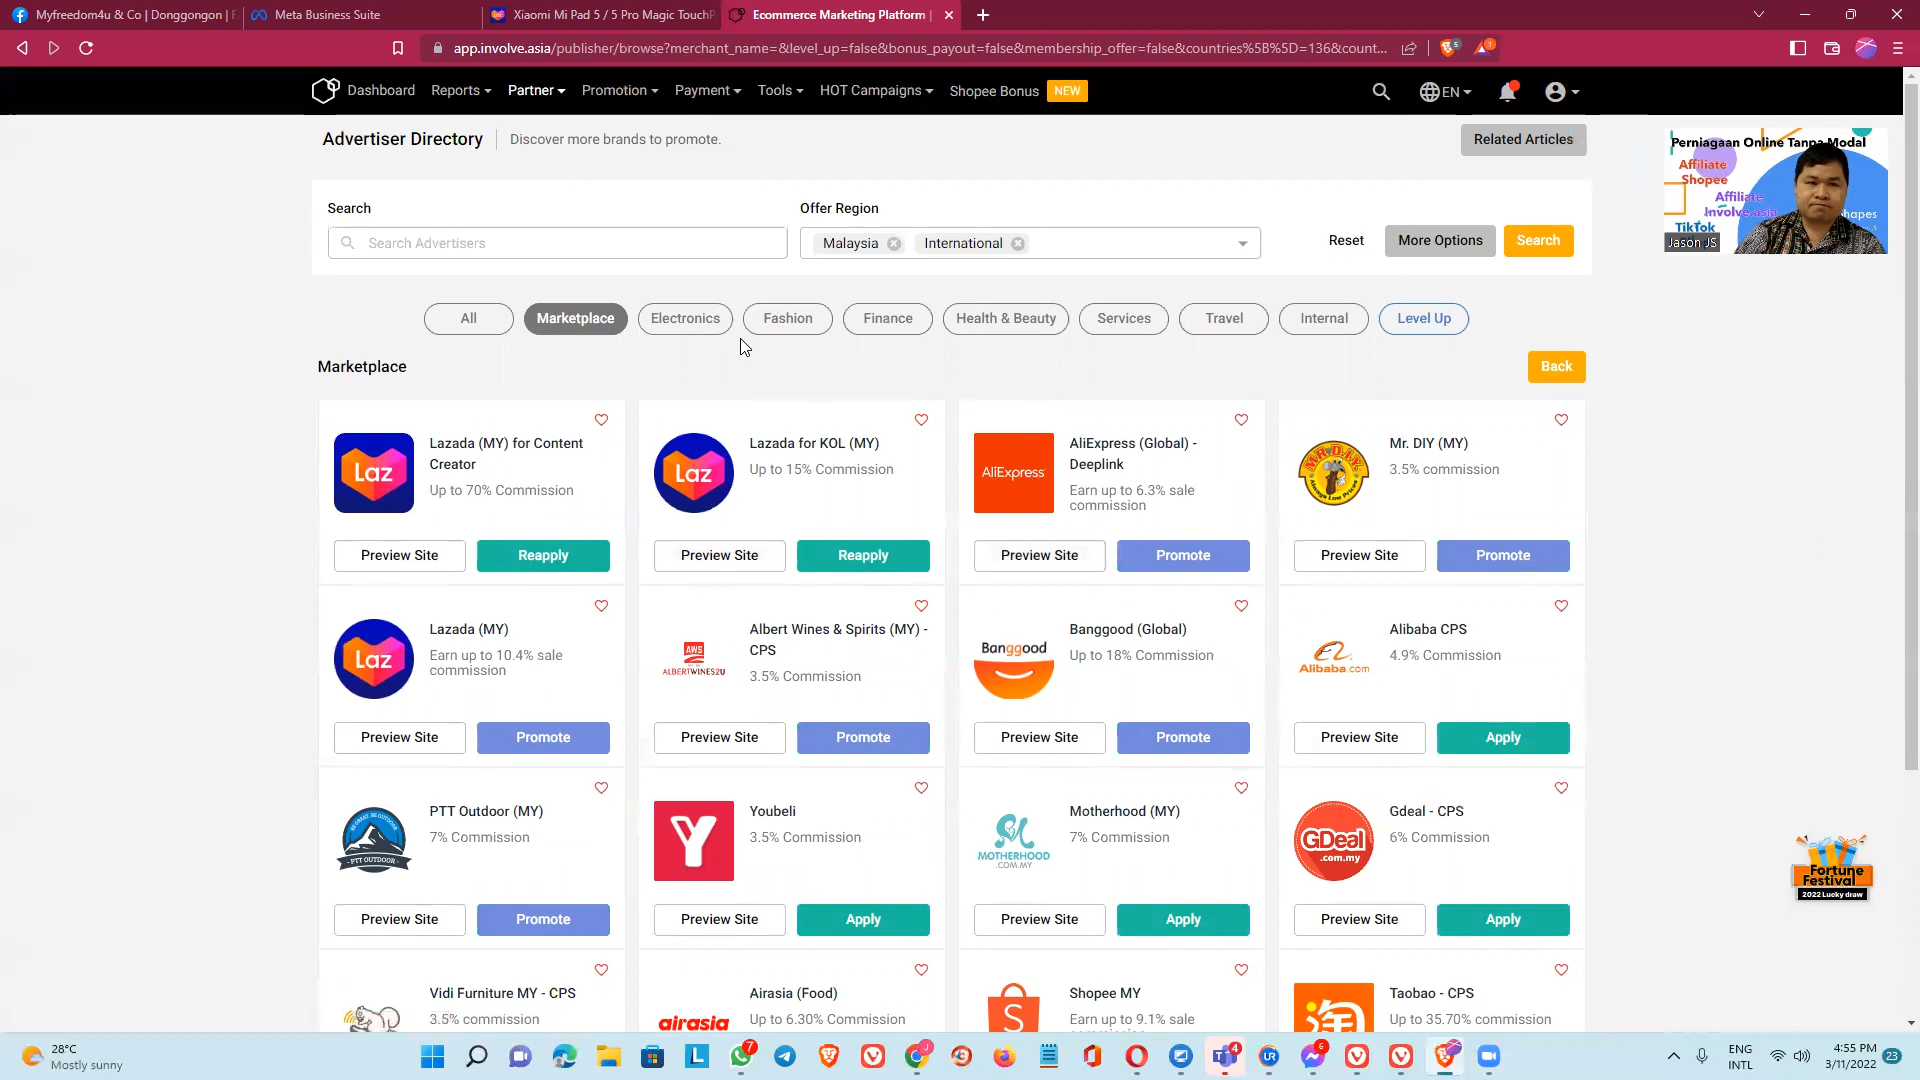 Myfreedom4u & Co | Donggongon |
Meta Business Suite
Xiaomi Mi Pad 5 / 5 Pro Magic TouchP
Ecommerce Marketing Platform |
app.involve.asia/publisher/browse?merchant_name=&level_up=false&bonus_payout=false&membership_offer=false&countries%5B%5D=136&count...
Dashboard Reports Partner Promotion Payment Tools HOT Campaigns Shopee Bonus NEW EN
Advertiser Directory Discover more brands to promote. Related Articles
Perniagaan Online Tanpa Modal
Affiliate
Shopee
Affiliate
Involve.asia
TikTok
hapes
Jason JS
Search Offer Region
Search Advertisers Malaysia International Reset More Options Search
All Marketplace Electronics Fashion Finance Health & Beauty Services Travel Internal Level Up
Marketplace Back
Laz
Lazada (MY) for Content
Creator
Up to 70% Commission
Preview Site Reapply
Laz
Lazada for KOL (MY)
Up to 15% Commission
Preview Site Reapply
AliExpress
AliExpress (Global) -
Deeplink
Earn up to 6.3% sale
commission
Preview Site Promote
MR.D.I.Y.
Always Low Prices
Mr. DIY (MY)
3.5% commission
Preview Site Promote
Laz
Lazada (MY)
Earn up to 10.4% sale
commission
Preview Site Promote
AWS
ALBERTWINES2U
Albert Wines & Spirits (MY) -
CPS
3.5% Commission
Preview Site Promote
Banggood
Banggood (Global)
Up to 18% Commission
Preview Site Promote
Alibaba.com
Alibaba CPS
4.9% Commission
Preview Site Apply
PTT OUTDOOR
PTT Outdoor (MY)
7% Commission
Preview Site Promote
Y
Youbeli
3.5% Commission
Preview Site Apply
MOTHERHOOD
.COM.MY
Motherhood (MY)
7% Commission
Preview Site Apply
GDeal
.com.my
Gdeal - CPS
6% Commission
Preview Site Apply
Fortune
Festival
2022 Lucky draw
Vidi Furniture MY - CPS
3.5% commission
airasia
Airasia (Food)
Up to 6.30% Commission
S
Shopee MY
Earn up to 9.1% sale
淘
Taobao - CPS
Up to 35.70% commission
28°C
Mostly sunny
L
7
4
UR
6
ENG
INTL
4:55 PM
3/11/2022
23